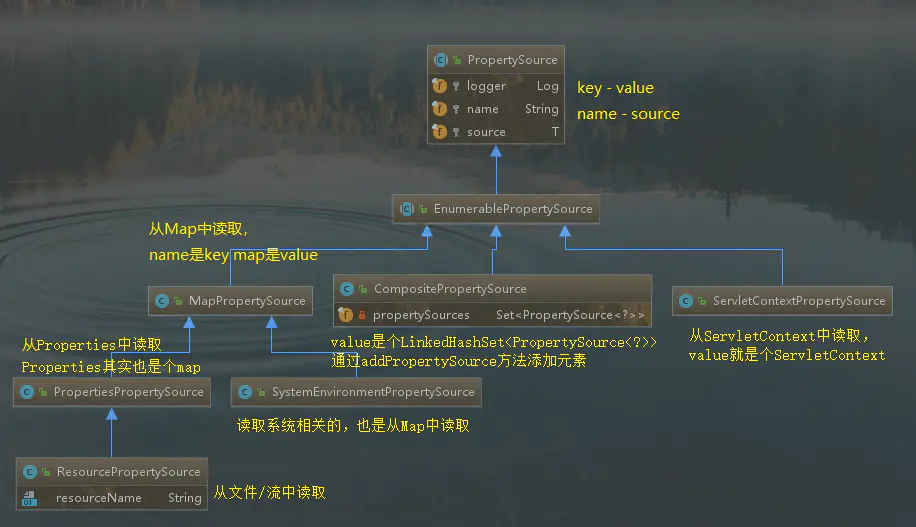 PropertySource
logger Log
name String
source T
key - value
name - source
EnumerablePropertySource
从Map中读取，
name是key map是value
MapPropertySource
CompositePropertySource
propertySources Set<PropertySource<?>>
ServletContextPropertySource
从Properties中读取
Properties其实也是个map
value是个LinkedHashSet<PropertySource<?>>
通过addPropertySource方法添加元素
从ServletContext中读取，
value就是个ServletContext
PropertiesPropertySource
SystemEnvironmentPropertySource
读取系统相关的，也是从Map中读取
ResourcePropertySource
resourceName String
从文件/流中读取